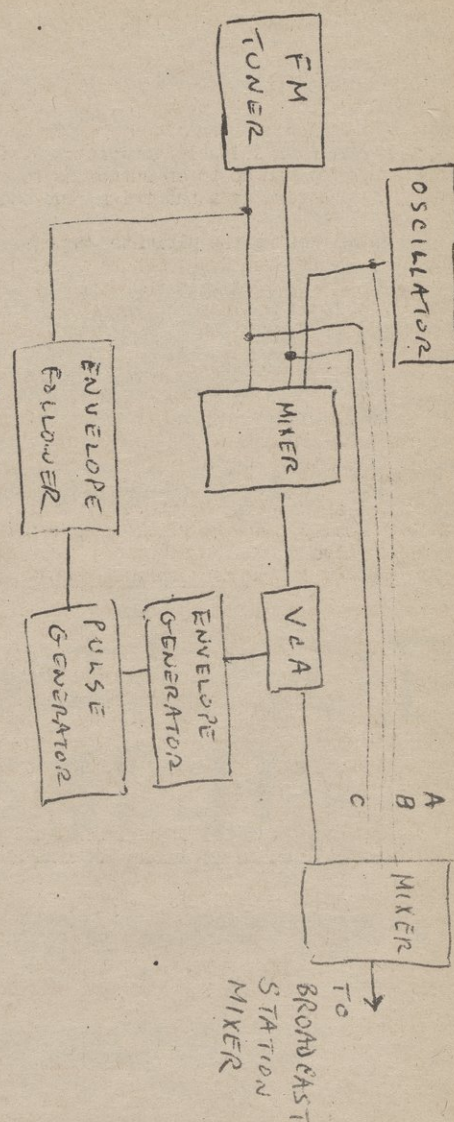 FM
TUNER
OSCILLATOR
MIXER
VCA
ENVELOPE
FOLLOWER
PULSE
GENERATOR
ENVELOPE
GENERATOR
A
B
C
MIXER
TO
BROADCAST
STATION
MIXER